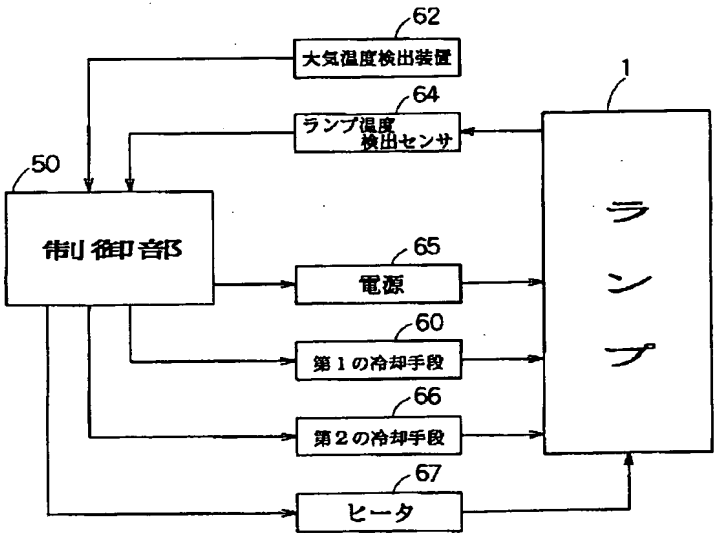 62
大気温度検出装置
64
ランプ温度
検出センサ
1
ランプ
50
制御部
65
電源
60
第1の冷却手段
66
第2の冷却手段
67
ヒータ